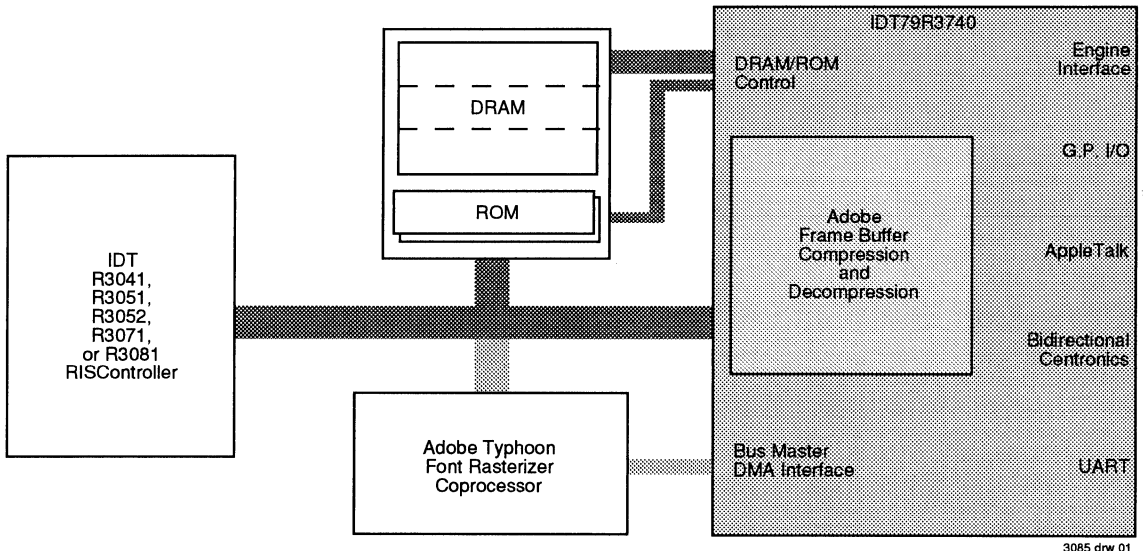 IDT79R3740
DRAM/ROM
Control
Engine
Interface
DRAM
G.P. I/O
ROM
Adobe
Frame Buffer
Compression
and
Decompression
AppleTalk
IDT
R3041,
R3051,
R3052,
R3071,
or R3081
RISController
Bidirectional
Centronics
Adobe Typhoon
Font Rasterizer
Coprocessor
Bus Master
DMA Interface
UART
3085 drw 01